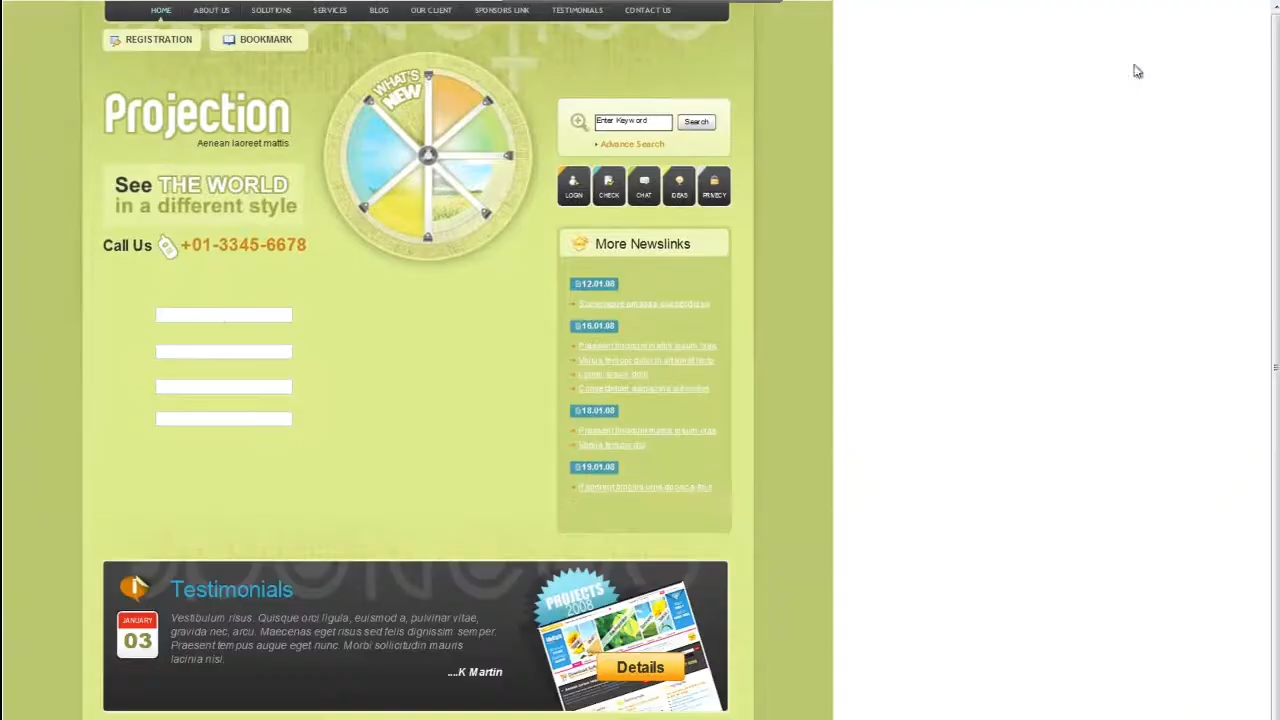 HOME ABOUT US SOLUTIONS SERVICES BLOG OUR CLIENT SPONSORS LINK TESTIMONIALS CONTACT US
REGISTRATION BOOKMARK
WHAT'S
NEW
Projection
Aenean laoreet mattis.
See THE WORLD
in a different style
Call Us +01-3345-6678
Enter Keyword Search
Advance Search
LOGIN CHECK CHAT IDEAS PRIVECY
More Newslinks
12.01.08
16.01.08
Lorem ipsum dolli
18.01.08
19.01.08
Testimonials
JANUARY
03
Vestibulum risus. Quisque orci ligula, euismod a, pulvinar vitae,
gravida nec, arcu. Maecenas eget risus sed felis dignissim semper.
Praesent tempus augue eget nunc. Morbi sollicitudin mauris
lacinia nisi.
....K Martin
PROJECTS
2008
Details